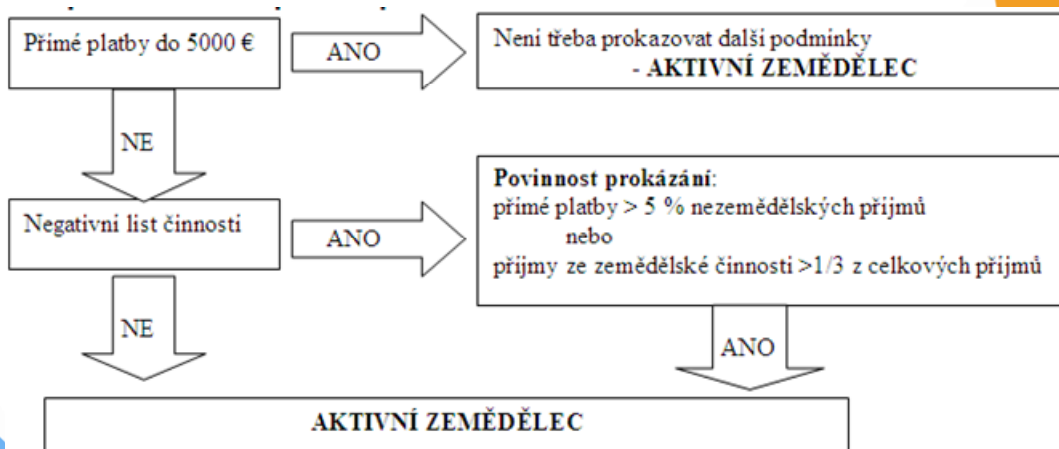 Přímé platby do 5000 €
ANO
Není třeba prokazovat další podmínky
- AKTIVNÍ ZEMĚDĚLEC
NE
Negativní list činností
ANO
Povinnost prokázání:
přímé platby > 5 % nezemědělských příjmů
nebo
příjmy ze zemědělské činnosti >1/3 z celkových příjmů
NE
ANO
AKTIVNÍ ZEMĚDĚLEC